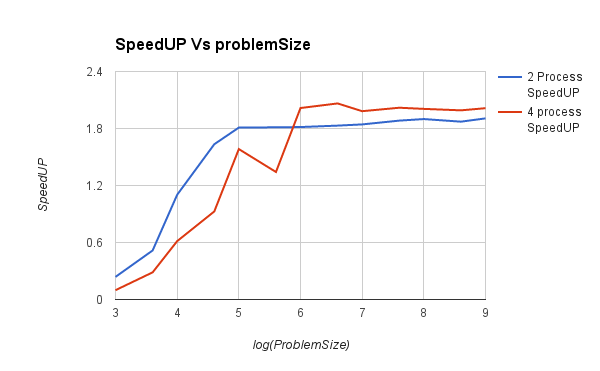 SpeedUP Vs problemSize
2.4
1.8
1.2
0.6
0
SpeedUP
3 4 5 6 7 8 9
log(ProblemSize)
2 Process
SpeedUP
4 process
SpeedUP